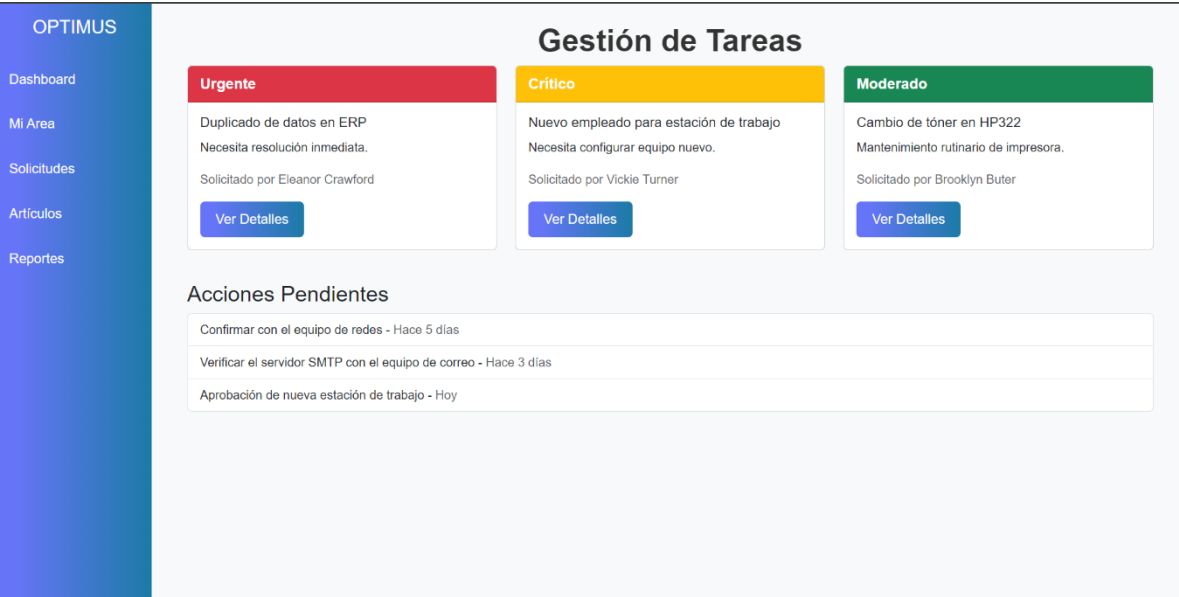 OPTIMUS
Dashboard
Mi Area
Solicitudes
Artículos
Reportes
Gestión de Tareas
Urgente
Duplicado de datos en ERP
Necesita resolución inmediata.
Solicitado por Eleanor Crawford
Ver Detalles
Crítico
Nuevo empleado para estación de trabajo
Necesita configurar equipo nuevo.
Solicitado por Vickie Turner
Ver Detalles
Moderado
Cambio de tóner en HP322
Mantenimiento rutinario de impresora.
Solicitado por Brooklyn Buter
Ver Detalles
Acciones Pendientes
Confirmar con el equipo de redes - Hace 5 días
Verificar el servidor SMTP con el equipo de correo - Hace 3 días
Aprobación de nueva estación de trabajo - Hoy